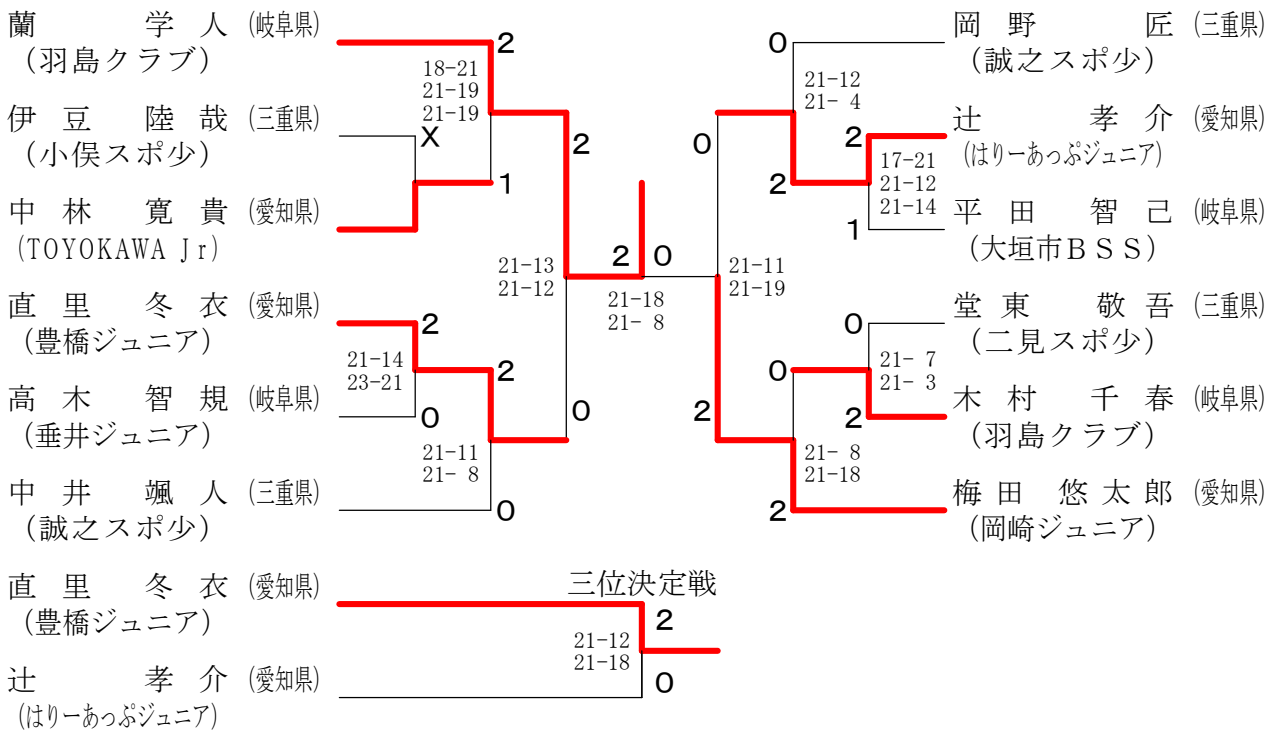 蘭 学人 (岐阜県)
(羽島クラブ)
伊豆 陸哉 (三重県)
(小俣スポ少)
中林 寛貴 (愛知県)
(TOYOKAWA Jr)
直里 冬衣 (愛知県)
(豊橋ジュニア)
高木 智規 (岐阜県)
(垂井ジュニア)
中井 颯人 (三重県)
(誠之スポ少)
2
18-21
21-19
21-19
X
1
2
2
21-14
23-21
0
2
21-11
21- 8
0
21-13
21-12
0
2
0
21-18
21- 8
岡野 匠 (三重県)
(誠之スポ少)
辻 孝介 (愛知県)
(はりーあっぷジュニア)
平田 智己 (岐阜県)
(大垣市BSS)
堂東 敬吾 (三重県)
(二見スポ少)
木村 千春 (岐阜県)
(羽島クラブ)
梅田 悠太郎 (愛知県)
(岡崎ジュニア)
0
21-12
21- 4
2
17-21
21-12
21-14
1
2
0
21-11
21-19
2
0
21- 7
21- 3
2
0
21- 8
21-18
2
三位決定戦
直里 冬衣 (愛知県)
(豊橋ジュニア)
辻 孝介 (愛知県)
(はりーあっぷジュニア)
2
21-12
21-18
0